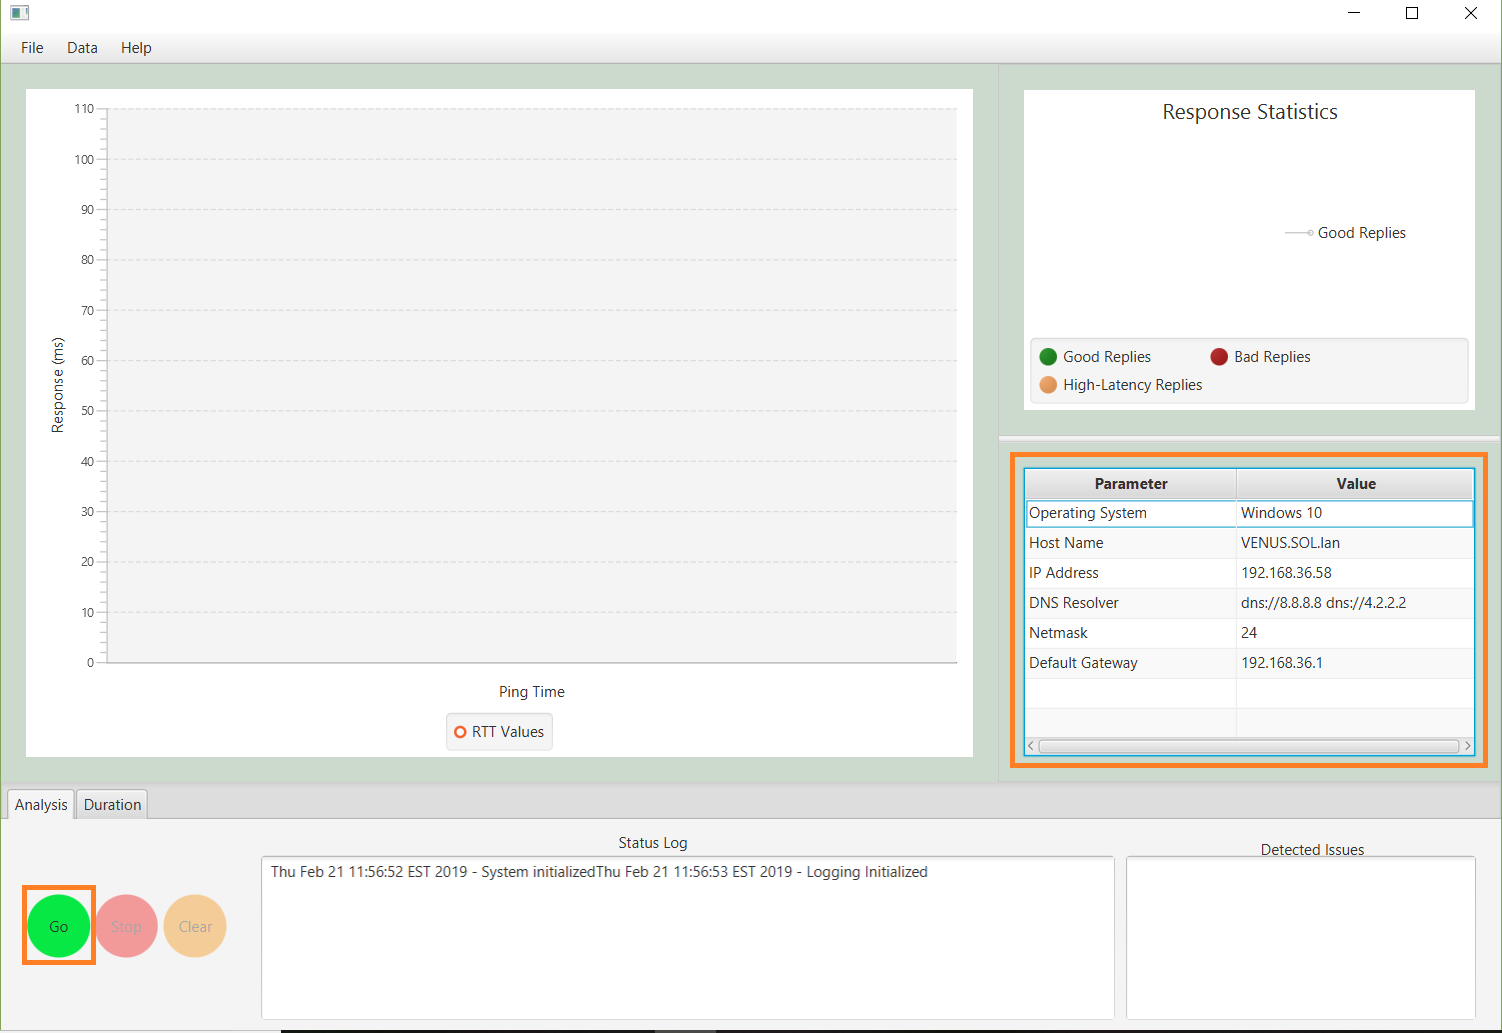 File Data Help
110
100
90
80
70
60
50
40
30
20
10
0
Response (ms)
Ping Time
RTT Values
Response Statistics
Good Replies
Good Replies Bad Replies
High-Latency Replies
Parameter Value
Operating System Windows 10
Host Name VENUS.SOL.lan
IP Address 192.168.36.58
DNS Resolver dns://8.8.8.8 dns://4.2.2.2
Netmask 24
Default Gateway 192.168.36.1
Analysis Duration
Go Stop Clear
Status Log
Thu Feb 21 11:56:52 EST 2019 - System initializedThu Feb 21 11:56:53 EST 2019 - Logging Initialized
Detected Issues